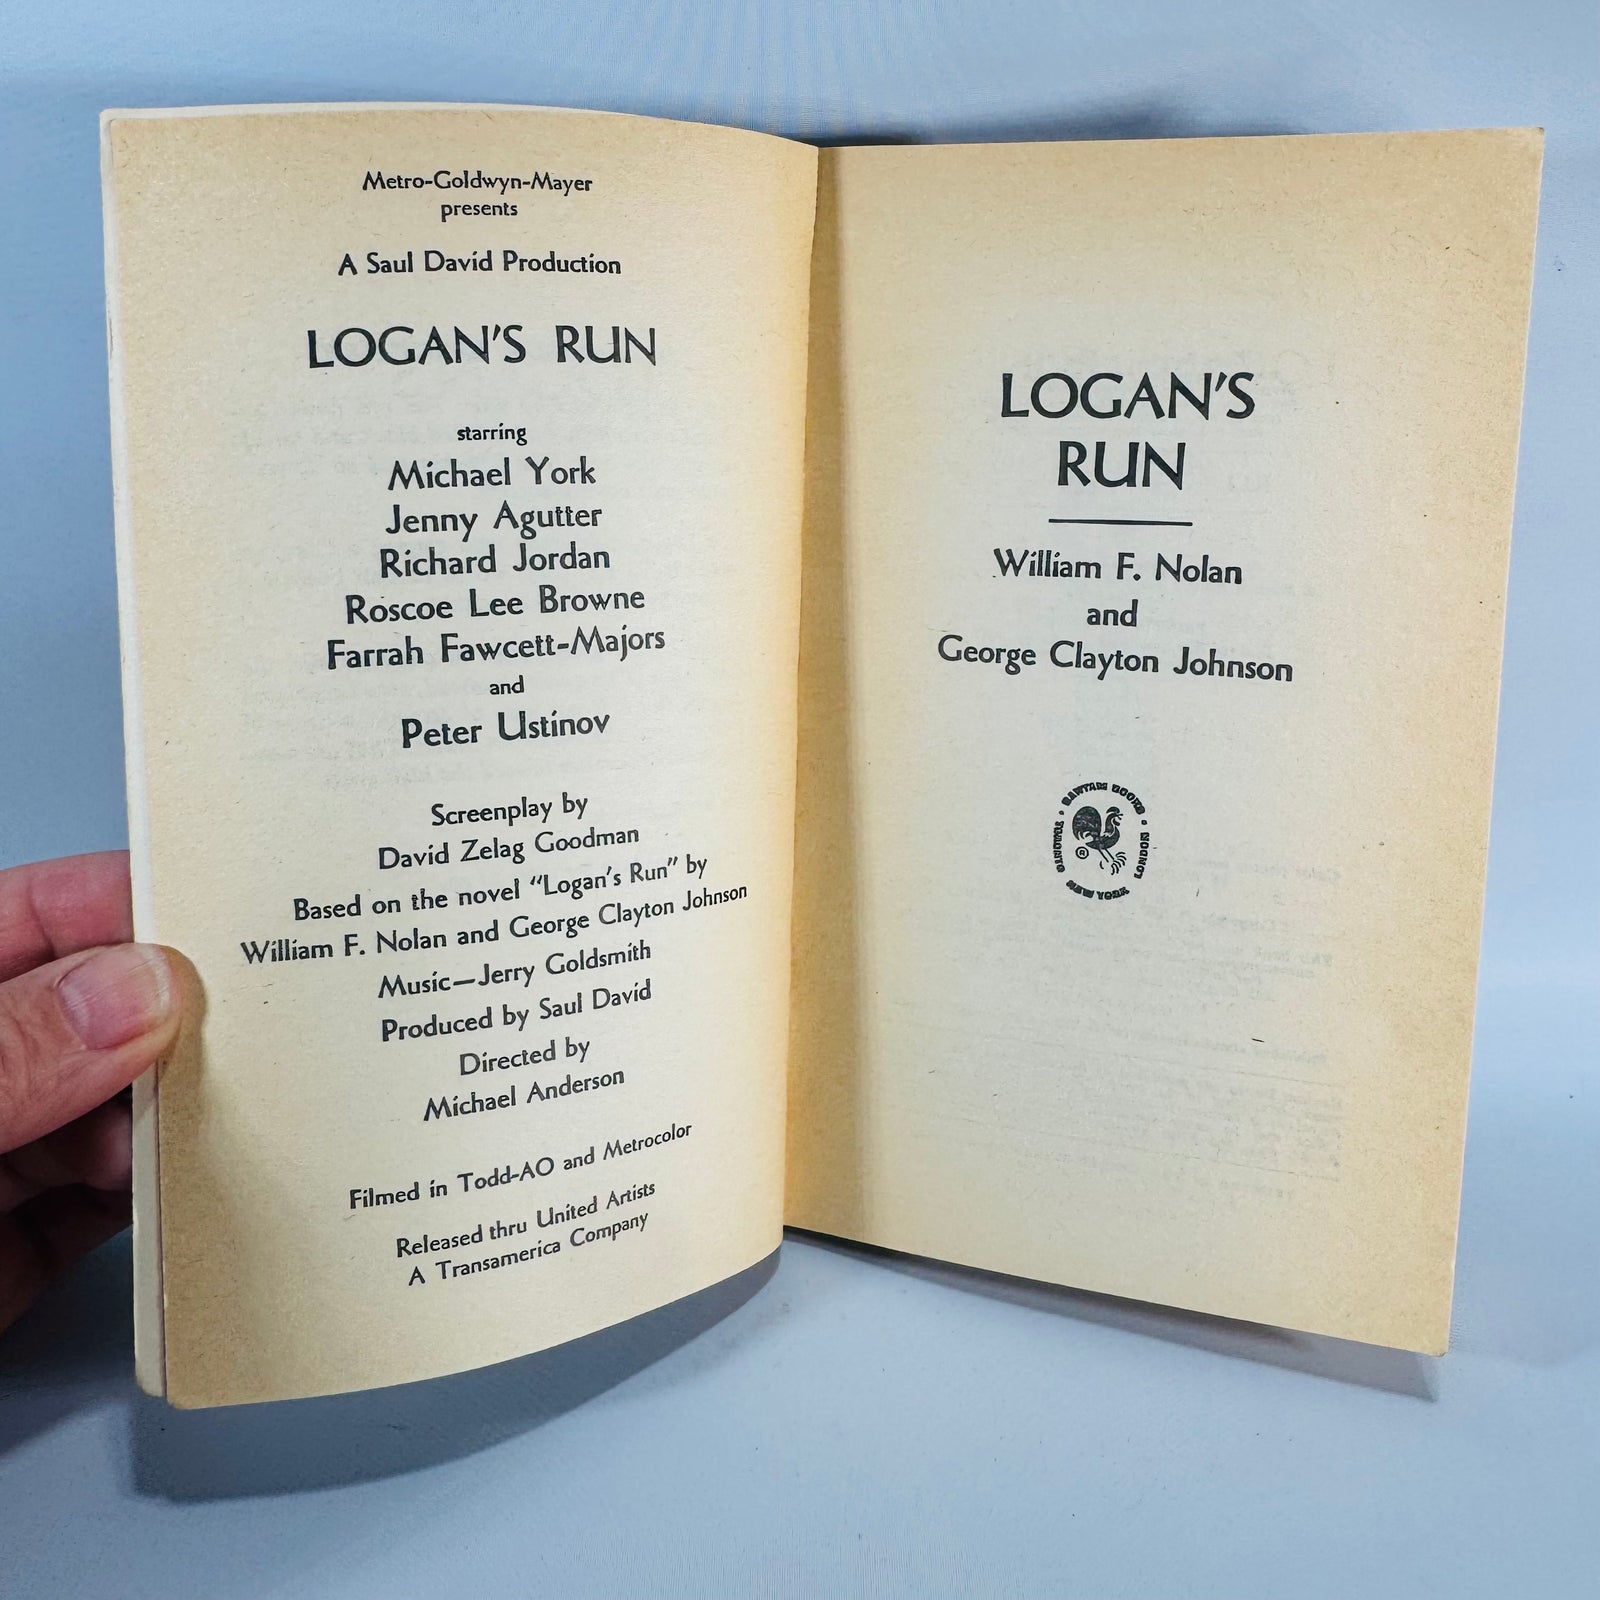 Metro-Goldwyn-Mayer
presents
A Saul David Production
LOGAN'S RUN
starring
Michael York
Jenny Agutter
Richard Jordan
Roscoe Lee Browne
Farrah Fawcett-Majors
and
Peter Ustinov
Screenplay by
David Zelag Goodman
Based on the novel "Logan's Run" by
William F. Nolan and George Clayton Johnson
Music—Jerry Goldsmith
Produced by Saul David
Directed by
Michael Anderson
Filmed in Todd-AO and Metrocolor
Released thru United Artists
A Transamerica Company
LOGAN'S
RUN
William F. Nolan
and
George Clayton Johnson
BANTAM BOOKS • LONDON • NEW YORK • TORONTO •
®